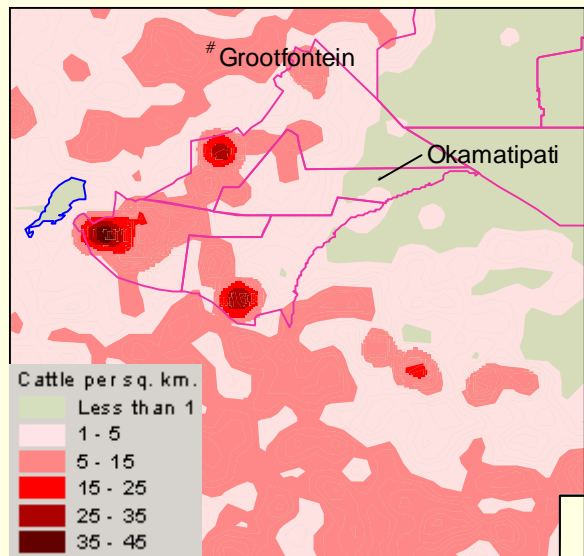 # Grootfontein
Okamatipati
Cattle per sq. km.
Less than 1
1 - 5
5 - 15
15 - 25
25 - 35
35 - 45